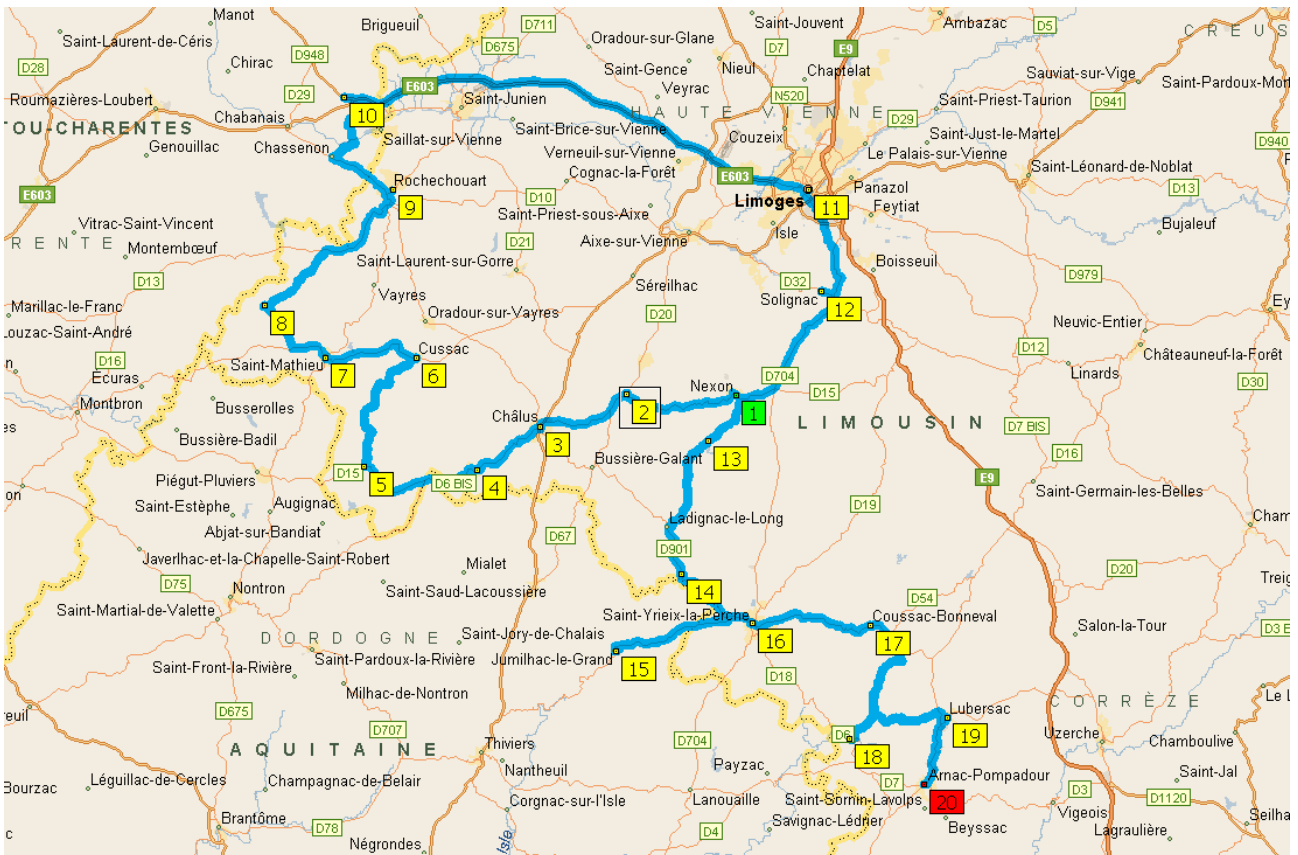 Manot
Brigueuil
D711
Saint-Jouvent
Ambazac
D5
CREUS
Saint-Laurent-de-Céris
D948
D675
Oradour-sur-Glane
D7
E9
D28
Chirac
Saint-Gence
Nieul
Chaptelat
Sauviat-sur-Vige
Saint-Pardoux-Mor
Roumazières-Loubert
D29
E603
Saint-Junien
Veyrac
N520
Saint-Priest-Taurion
D941
TOU-CHARENTES
Chabanais
10
HAUTE-VIENNE
Saint-Brice-sur-Vienne
Couzeix
D29
Saint-Just-le-Martel
D940
Genouillac
Chassenon
Saillat-sur-Vienne
Verneuil-sur-Vienne
Le Palais-sur-Vienne
Saint-Léonard-de-Noblat
E603
Rochechouart
Cognac-la-Forêt
E603
Panazol
D13
D10
Limoges
11
Feytiat
9
Saint-Priest-sous-Aixe
Vitrac-Saint-Vincent
Isle
Bujaleuf
RENTE
Montembœuf
D21
Aixe-sur-Vienne
Saint-Laurent-sur-Gorre
Boisseuil
D979
D13
Séreilhac
D32
Marillac-le-Franc
Vayres
Solignac
12
Ey
8
Oradour-sur-Vayres
D20
Neuvic-Entier
Louzac-Saint-André
Châteauneuf-la-Forêt
D16
Saint-Mathieu
7
Cussac
6
D12
Linards
Écuras
Nexon
D704
D15
D30
Montbron
Busserolles
Châlus
2
1
LIMOUSIN
D7 BIS
Bussière-Badil
3
13
D16
Bussière-Galant
Piégut-Pluviers
D15
5
D6 BIS
4
E9
Saint-Germain-les-Belles
Saint-Estèphe
Augignac
D19
Abjat-sur-Bandiat
Ladignac-le-Long
Cham
D67
Javerlhac-et-la-Chapelle-Saint-Robert
D901
Mialet
D20
D75
Nontron
Saint-Saud-Lacoussière
14
Treig
Saint-Martial-de-Valette
Saint-Yrieix-la-Perche
D54
Coussac-Bonneval
DORDOGNE
Saint-Jory-de-Chalais
16
17
Salon-la-Tour
D3 E
Saint-Front-la-Rivière
Saint-Pardoux-la-Rivière
Jumilhac-le-Grand
15
D18
Milhac-de-Nontron
Le L
CORRÈZE
reuil
D675
D707
Lubersac
19
AQUITAINE
Thiviers
D704
D6
18
Uzerche
Chamboulive
Nantheuil
Payzac
Bourzac
Léguillac-de-Cercles
Champagnac-de-Belair
D7
Arnac-Pompadour
Saint-Jal
Corgnac-sur-l'Isle
Lanouaille
Saint-Sornin-Lavolps
20
D3
D1120
Brantôme
D78
Isle
D4
Savignac-Lédrier
Beyssac
Vigeois
Seilha
Négrondes
Lagraulière